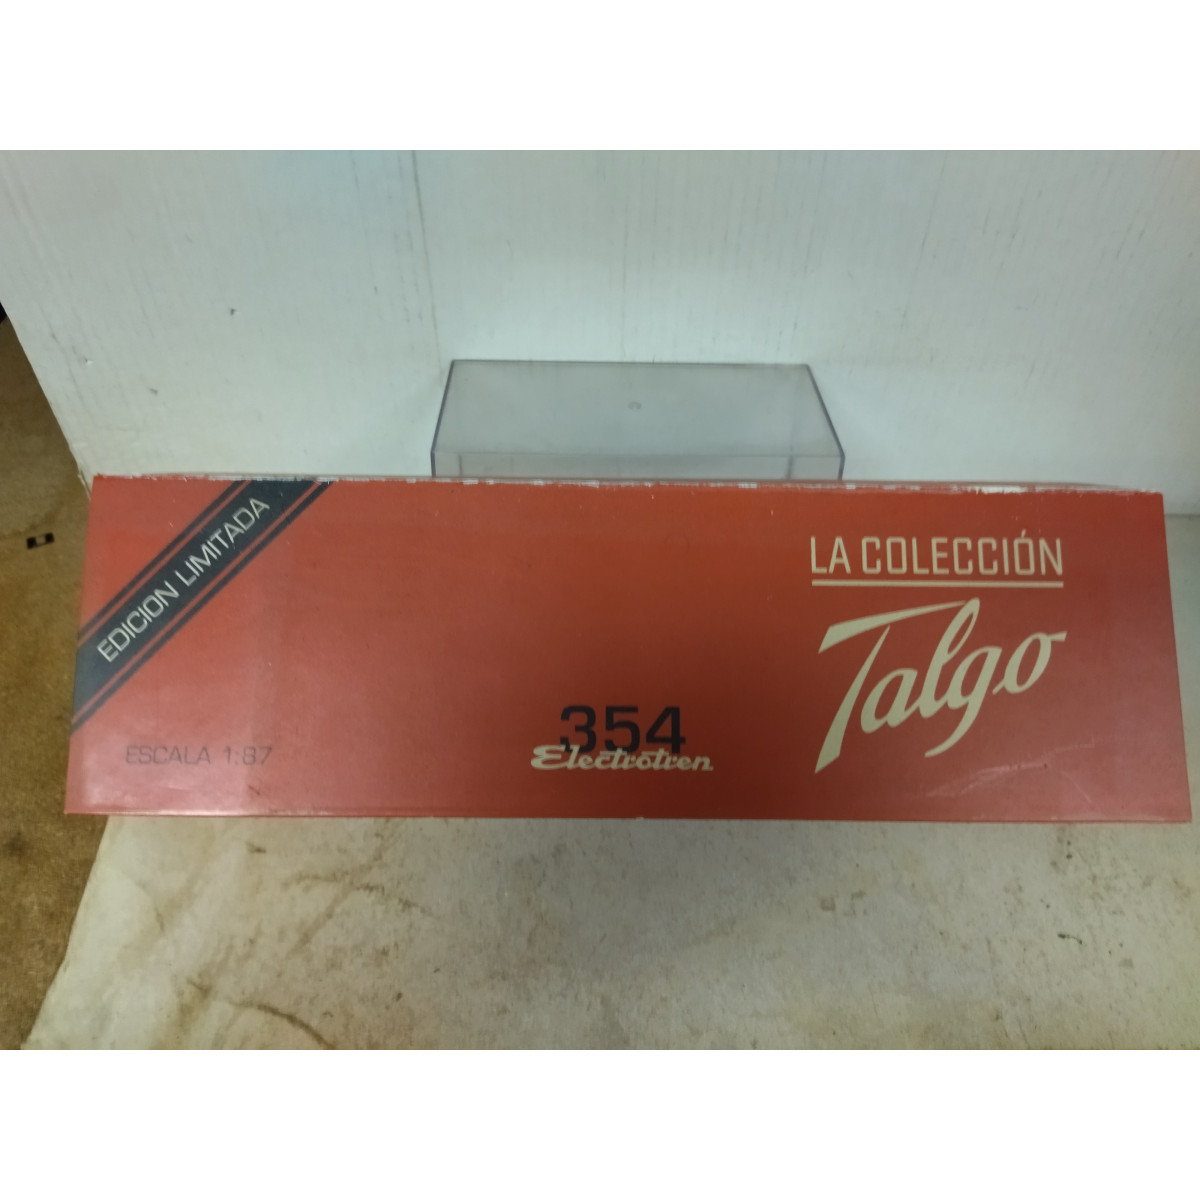 EDICION LIMITADA
LA COLECCIÓN
Talgo
354
Electrotren
ESCALA 1:87